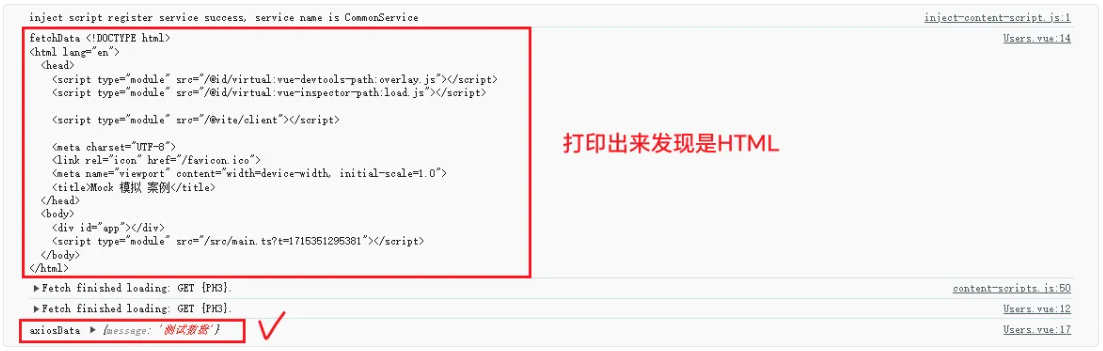 inject script register service success, service name is CommonService inject-content-script.js:1
fetchData <!DOCTYPE html> Users.vue:14
<html lang="en">
<head>
<script type="module" src="/@id/virtual:vue-devtools-path:overlay.js"></script>
<script type="module" src="/@id/virtual:vue-inspector-path:load.js"></script>
<script type="module" src="/@vite/client"></script>
<meta charset="UTF-8">
<link rel="icon" href="/favicon.ico">
<meta name="viewport" content="width=device-width, initial-scale=1.0">
<title>Mock 模拟 案例</title>
</head>
<body>
<div id="app"></div>
<script type="module" src="/src/main.ts?t=1715351295381"></script>
</body>
</html>
打印出来发现是HTML
▶Fetch finished loading: GET {PH3}. content-scripts.js:50
▶Fetch finished loading: GET {PH3}. Users.vue:12
axiosData ▶ {message: '测试数据'} Users.vue:17